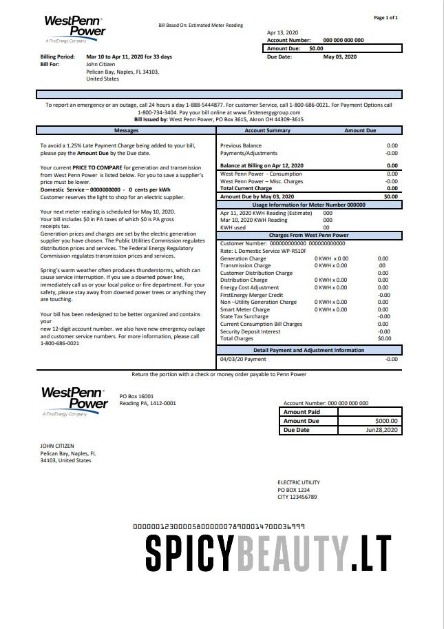 Page 1 of 1
WestPenn
Power
A FirstEnergy Company
Bill Based On: Estimated Meter Reading
Apr 13, 2020
Account Number: 000 000 000 000
Amount Due: $0.00
Due Date: May 03, 2020
Billing Period: Mar 10 to Apr 11, 2020 for 33 days
Bill For: John Citizen
Pelican Bay, Naples, FL 34103,
United States
To report an emergency or an outage, call 24 hours a day 1-888-5444877. For customer Service, call 1-800-686-0021. For Payment Options call
1-800-734-3404. Pay your bill online at www.firstenegygroup.com
Bill issued by: West Penn Power, PO Box 3615, Akron OH 44309-3615
Messages
To avoid a 1.25% Late Payment Charge being added to your bill,
please pay the Amount Due by the Due date.
Your current PRICE TO COMPARE for generation and transmission
from West Penn Power is listed below. For you to save a supplier's
price must be lower.
Domestic Service – 0000000000 - 0 cents per kWh
Customer reserves the light to shop for an electric supplier.
Your next meter reading is scheduled for May 10, 2020.
Your bill includes $0 in PA taxes of which $0 is PA gross
receipts tax.
Generation prices and charges are set by the electric generation
supplier you have chosen. The Public Utilities Commission regulates
distribution prices and services. The Federal Energy Regulatory
Commission regulates transmission prices and services.
Spring's warm weather often produces thunderstorms, which can
cause service interruption. If you use a downed power line,
immediately call us or your local police or fire department. For your
safety, please stay away from downed power trees or anything they
are touching.
Your bill has been redesigned to be better organized and
contains
your
new 12-digit account number. we also have new emergency outage
and customer service numbers. For more information, please call
1-800-686-0021
Account Summary Amount Due
Previous Balance 0.00
Payments/Adjustments -0.00
Balance at Billing on Apr 12, 2020 0.00
West Penn Power - Consumption 0.00
West Penn Power – Misc. Charges -0.00
Total Current Charge 0.00
Amount Due by May 03, 2020 $0.00
Usage Information for Meter Number 000000
Apr 11, 2020 KWH Reading (Estimate) 000
Mar 10, 2020 KWH Reading 000
KWH used 00
Charges From West Penn Power
Customer Number: 0000000000000 0000000000000
Rate: L Domestic Service WP-RS10F
Generation Charge 0 KWH x 0.00 0.00
Transmission Charge 0 KWH x 0.00 .00
Customer Distribution Charge 0.00
Distribution Charge 0 KWH x 0.00 0.00
Energy Cost Adjustment 0 KWH x 0.00 0.00
FirstEnergy Merger Credit -0.00
Non –Utility Generation Charge 0 KWH x 0.00 0.00
Smart Meter Charge 0 KWH x 0.00 0.00
State Tax Surcharge -0.00
Current Consumption Bill Charges 0.00
Security Deposit Interest -0.00
Total Charges $0.00
Detail Payment and Adjustment Information
04/03/20 Payment -0.00
Return the portion with a check or money order payable to Penn Power
WestPenn
Power
A FirstEnergy Company
PO Box 16001
Reading PA, 1412-0001
Account Number: 000 000 000 000
Amount Paid
Amount Due $000.00
Due Date Jun28,2020
JOHN CITIZEN
Pelican Bay, Naples, FL
34103, United States
ELECTRIC UTILITY
PO BOX 1234
CITY 123456789
SPICYBEAUTY.LT